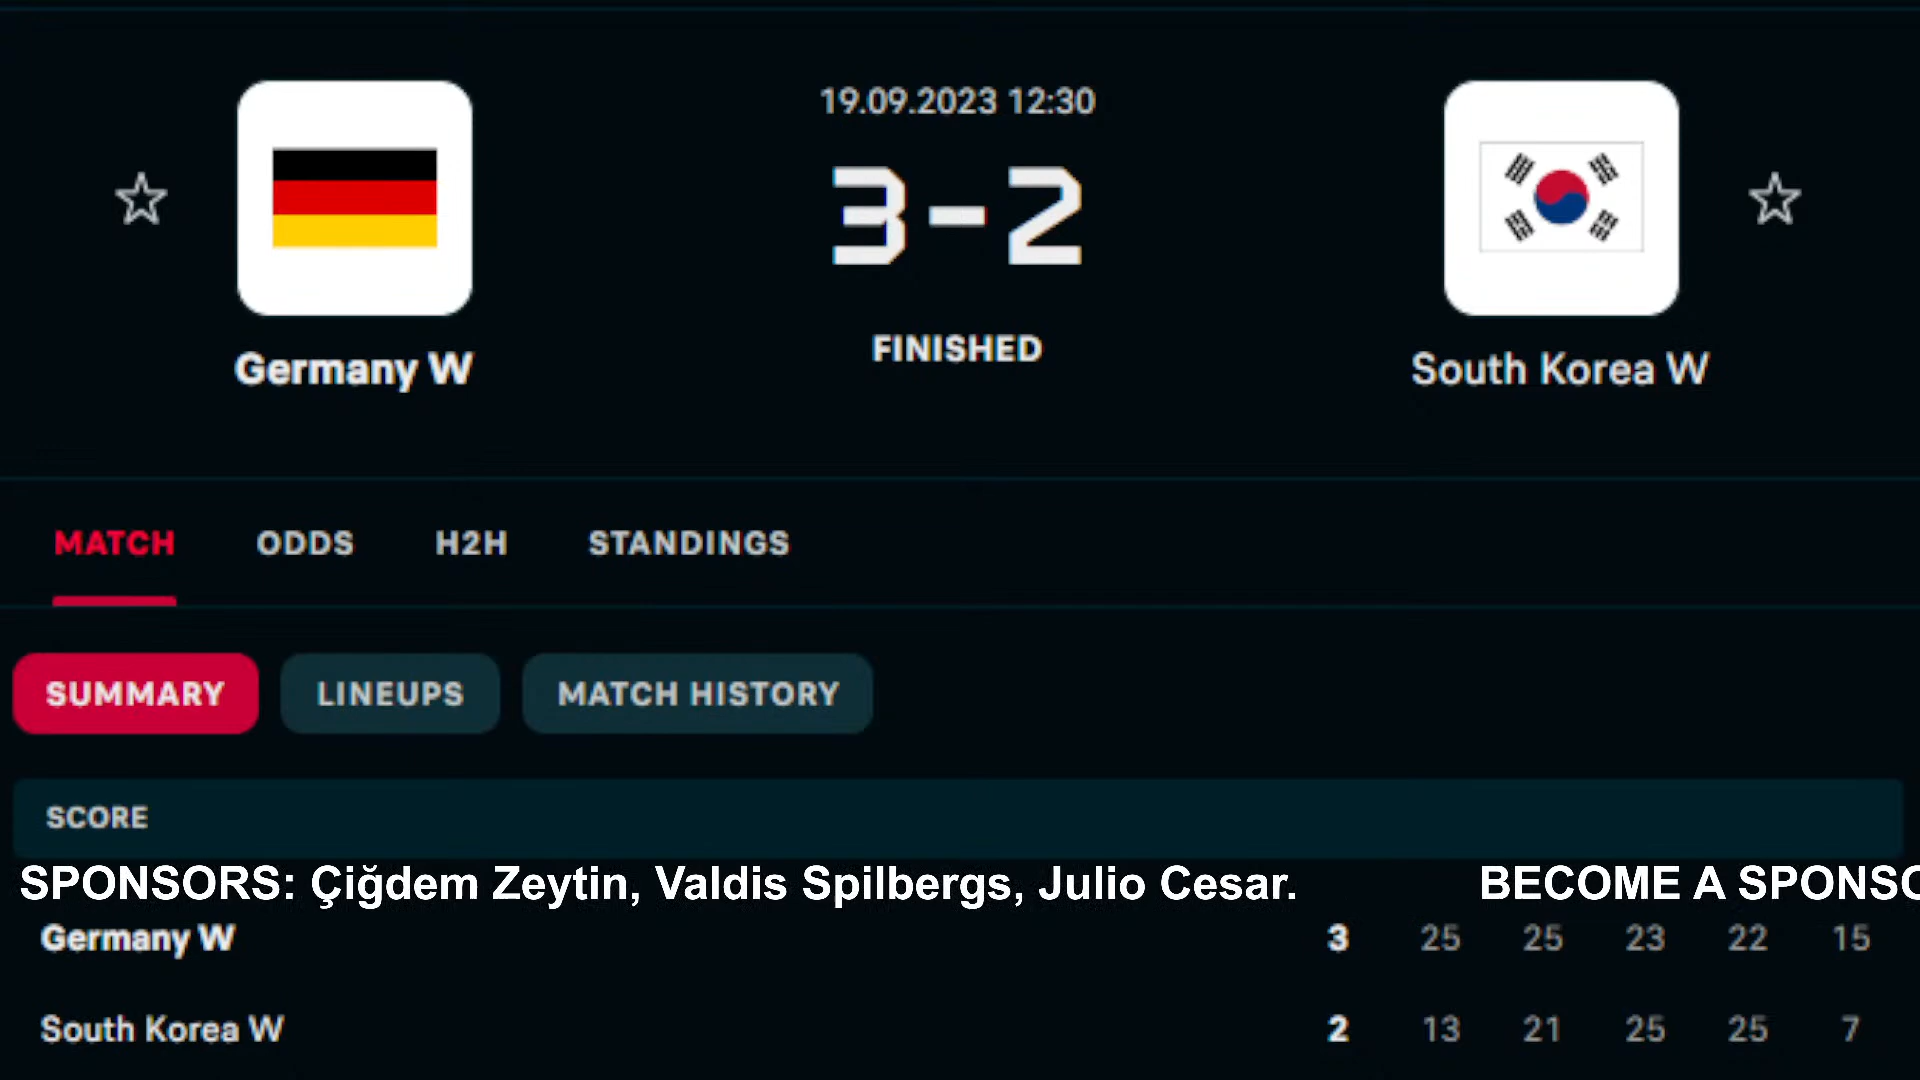 19.09.2023 12:30
3-2
FINISHED
Germany W
South Korea W
MATCH ODDS H2H STANDINGS
SUMMARY LINEUPS MATCH HISTORY
SCORE
SPONSORS: Çiğdem Zeytin, Valdis Spilbergs, Julio Cesar. BECOME A SPONSO
Germany W 3 25 25 23 22 15
South Korea W 2 13 21 25 25 7